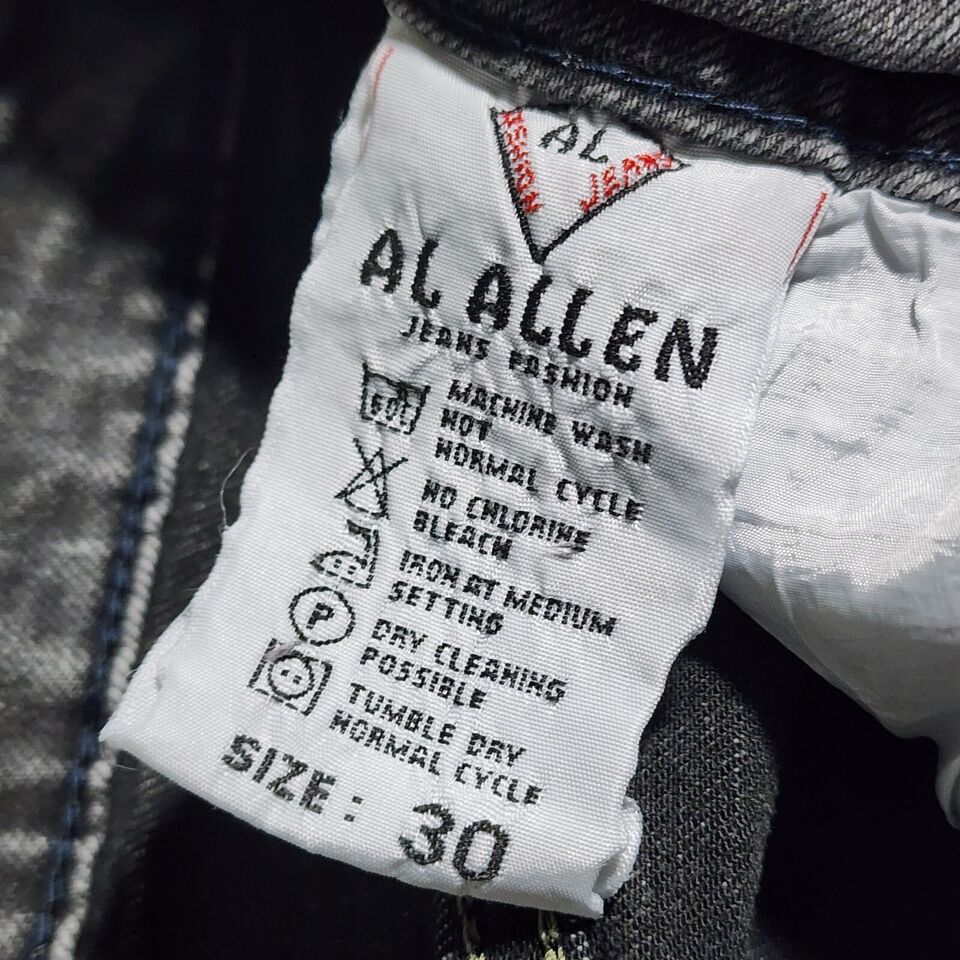 AL
FASHION
JEANS
AL ALLEN
JEANS FASHION
60°
MACHINE WASH
HOT
NORMAL CYCLE
NO CHLORINE
BLEACH
IRON AT MEDIUM
SETTING
P
DRY CLEANING
POSSIBLE
TUMBLE DRY
NORMAL CYCLE
SIZE: 30